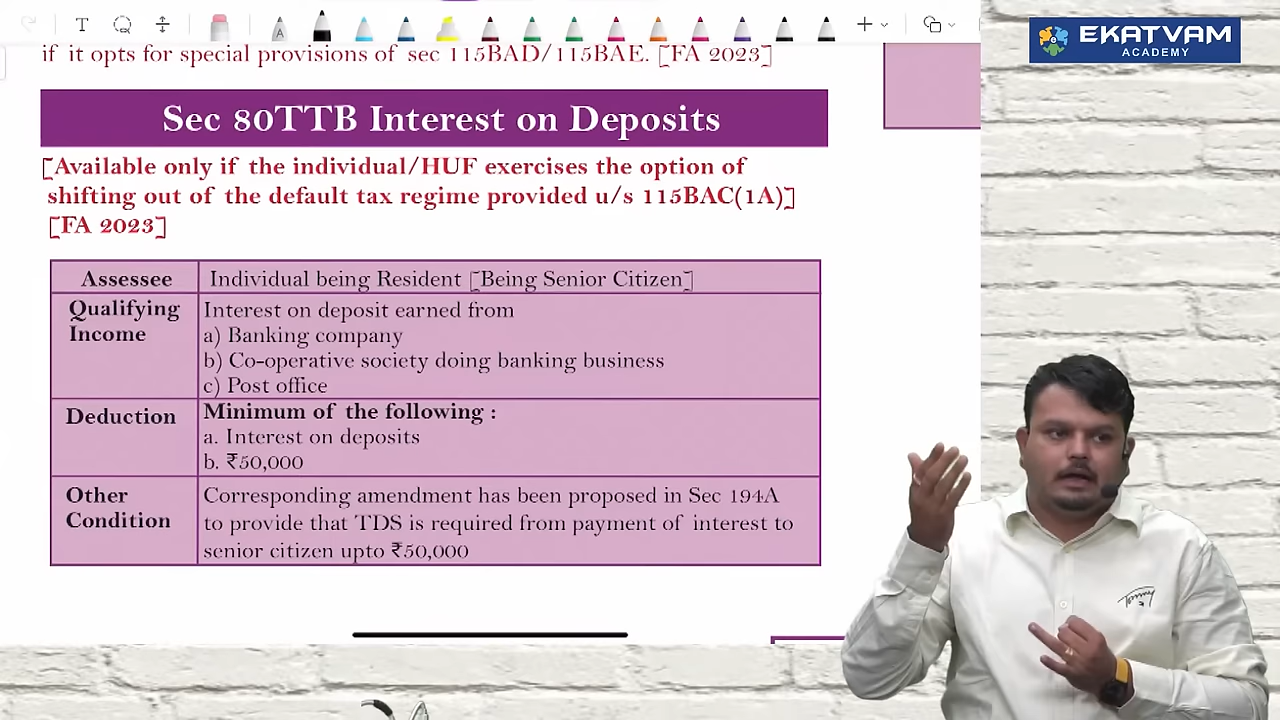 EKATVAM
ACADEMY
if it opts for special provisions of sec 115BAD/115BAE. [FA 2023]
Sec 80TTB Interest on Deposits
[Available only if the individual/HUF exercises the option of
shifting out of the default tax regime provided u/s 115BAC(1A)]
[FA 2023]
Assessee Individual being Resident [Being Senior Citizen]
Qualifying Income Interest on deposit earned from
a) Banking company
b) Co-operative society doing banking business
c) Post office
Deduction Minimum of the following :
a. Interest on deposits
b. ₹50,000
Other Condition Corresponding amendment has been proposed in Sec 194A
to provide that TDS is required from payment of interest to
senior citizen upto ₹50,000